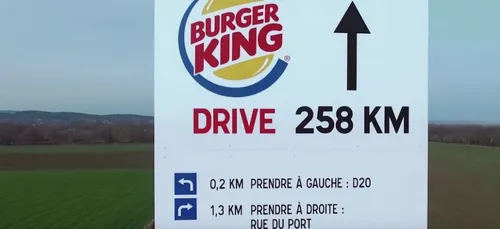 BURGER
KING
®
DRIVE 258 KM
0,2 KM PRENDRE À GAUCHE : D20
1,3 KM PRENDRE À DROITE :
RUE DU PORT